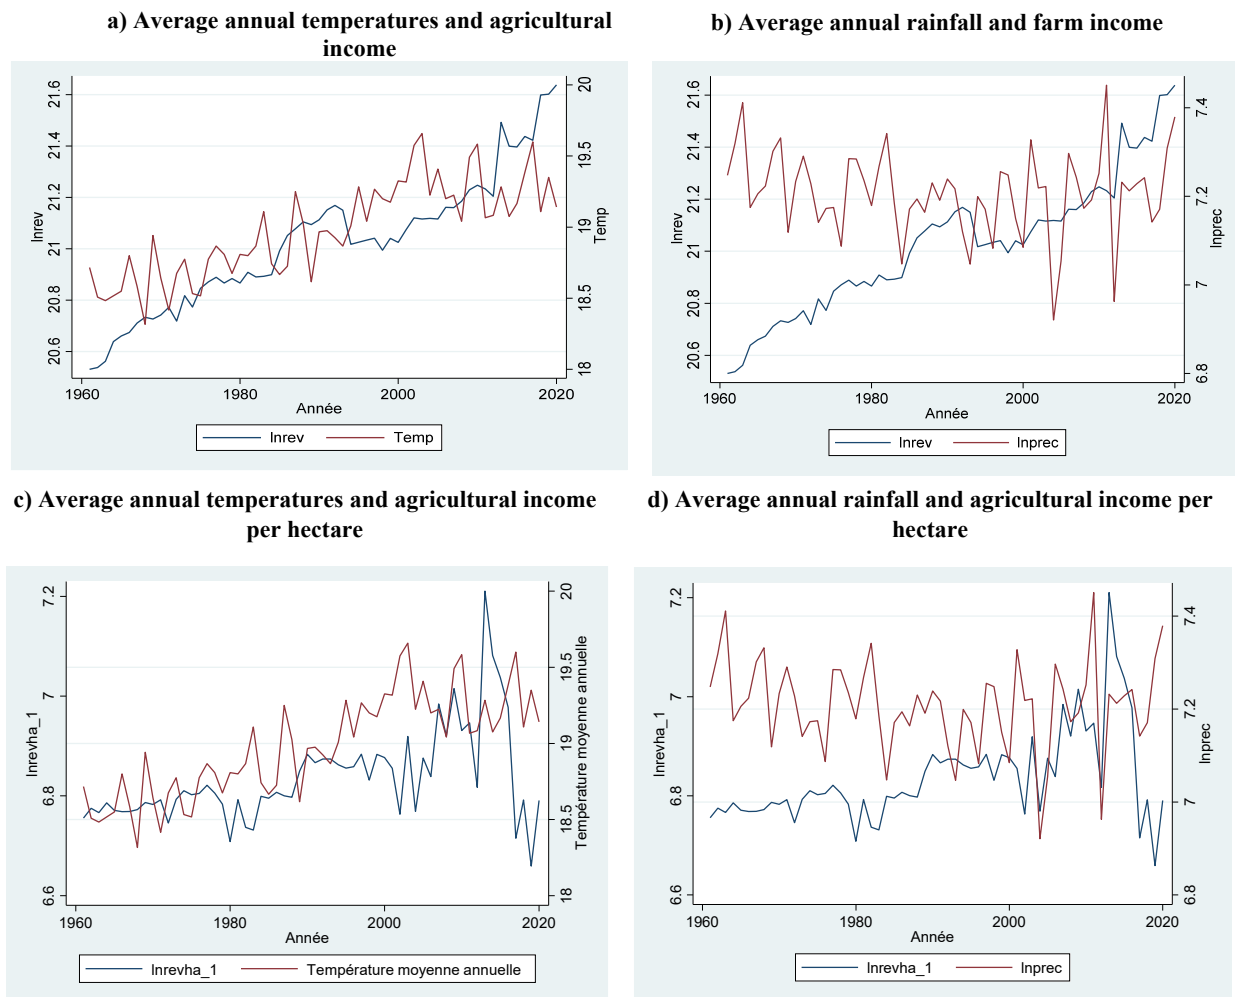 a) Average annual temperatures and agricultural
income
lnrev
20.6
20.8
21
21.2
21.4
21.6
18
18.5
19
19.5
20
Temp
1960
1980
2000
2020
Année
lnrev
Temp
b) Average annual rainfall and farm income
lnrev
20.6
20.8
21
21.2
21.4
21.6
6.8
7
7.2
7.4
lnprec
1960
1980
2000
2020
Année
lnrev
lnprec
c) Average annual temperatures and agricultural income
per hectare
lnrevha_1
6.6
6.8
7
7.2
18
18.5
19
19.5
20
Température moyenne annuelle
1960
1980
2000
2020
Année
lnrevha_1
Température moyenne annuelle
d) Average annual rainfall and agricultural income per
hectare
lnrevha_1
6.6
6.8
7
7.2
6.8
7
7.2
7.4
lnprec
1960
1980
2000
2020
Année
lnrevha_1
lnprec